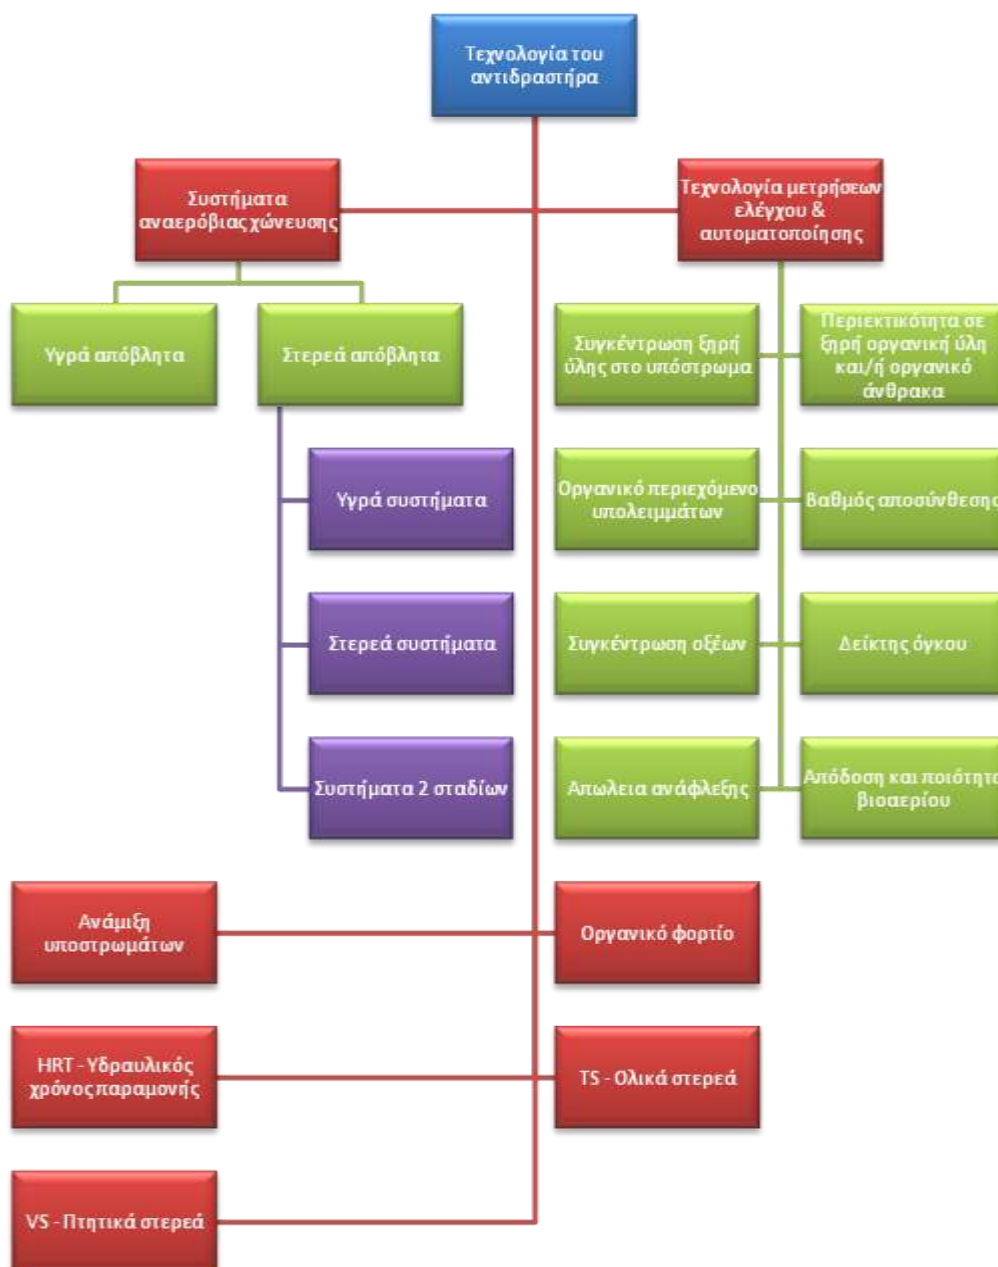 Τεχνολογία του
αντιδραστήρα
Συστήματα
αναερόβιας χώνευσης
Τεχνολογία μετρήσεων
ελέγχου &
αυτοματοποίησης
Υγρά απόβλητα
Στερεά απόβλητα
Συγκέντρωση ξηρή
ύλης στο υπόστρωμα
Περιεκτικότητα σε
ξηρή οργανική ύλη
και/ή οργανικό
άνθρακα
Υγρά συστήματα
Οργανικό περιεχόμενο
υπολειμμάτων
Βαθμός αποσύνθεσης
Στερεά συστήματα
Συγκέντρωση οξέων
Δείκτης όγκου
Συστήματα 2 σταδίων
Απωλεια ανάφλεξης
Απόδοση και ποιότητα
βιοαερίου
Ανάμιξη
υποστρωμάτων
Οργανικό φορτίο
HRT - Υδραυλικός
χρόνος παραμονής
TS - Ολικά στερεά
VS - Πτητικά στερεά